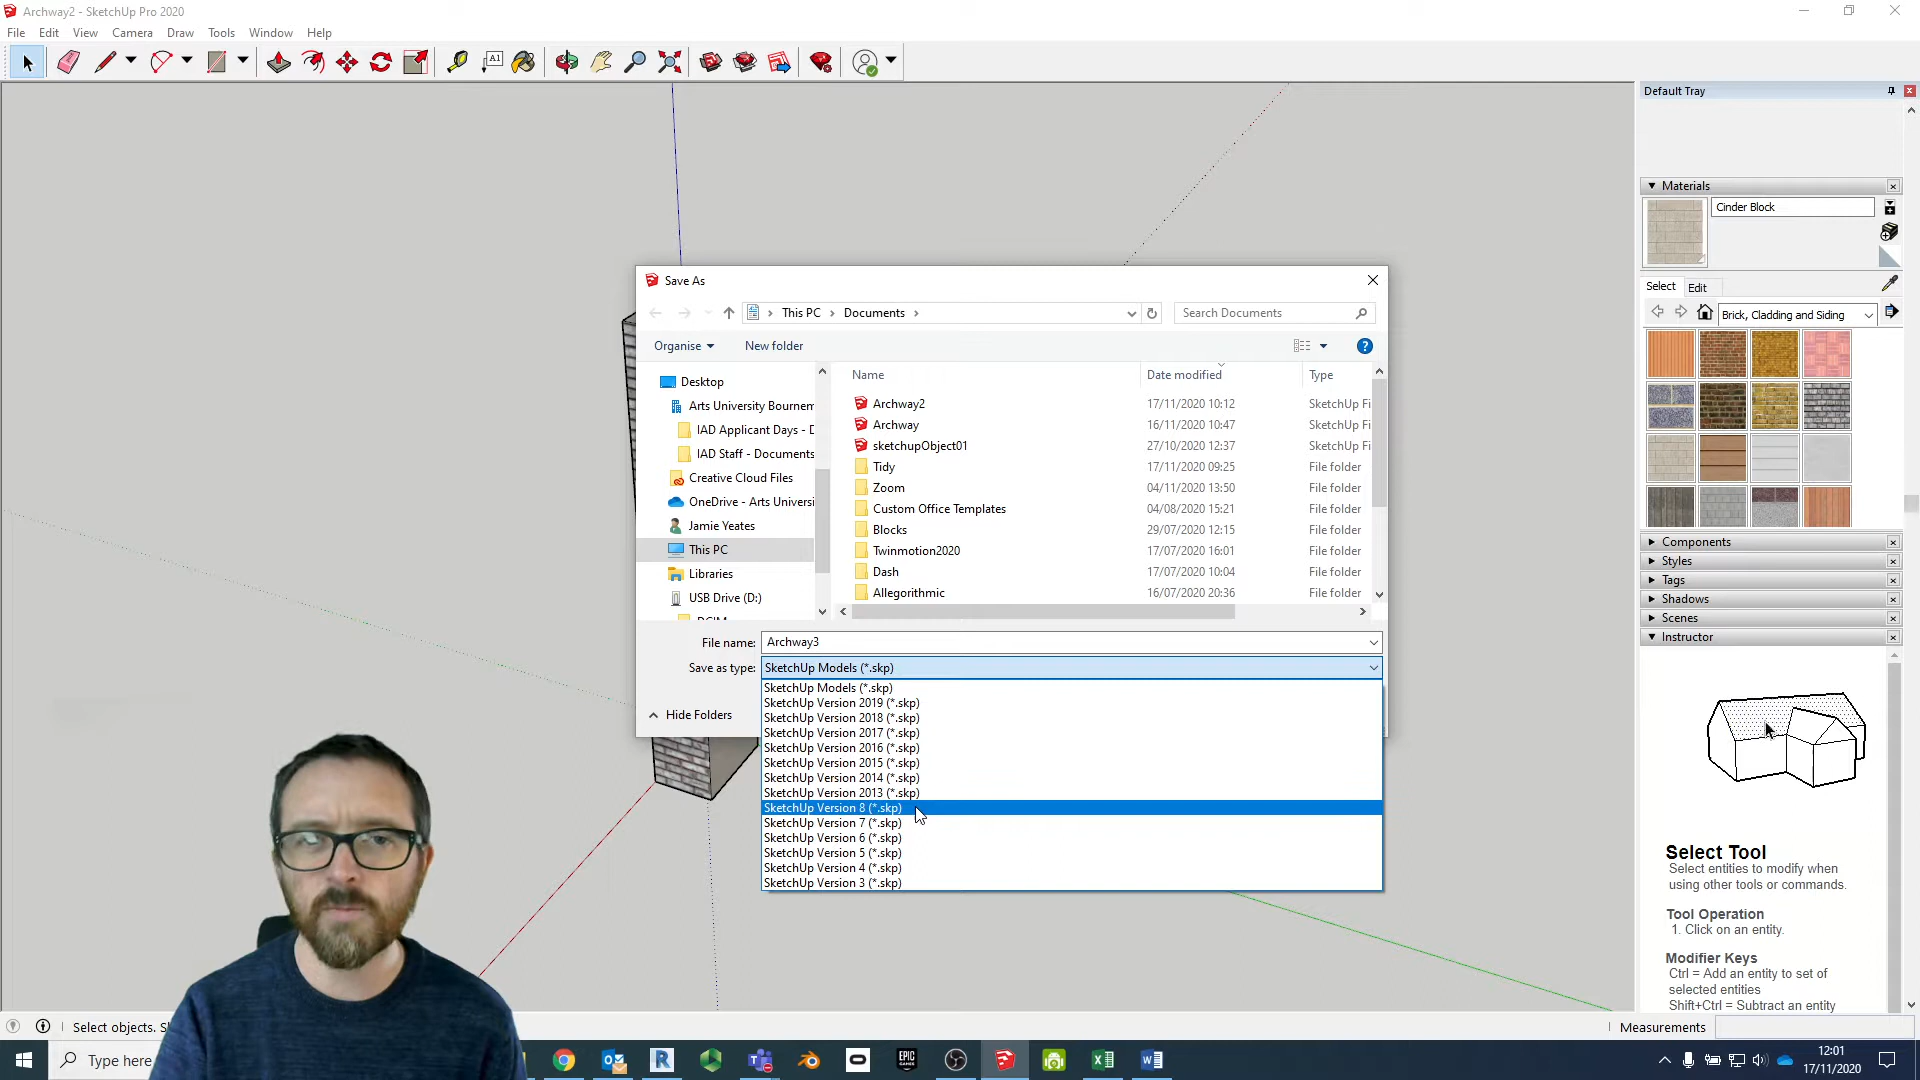 Archway2 - SketchUp Pro 2020
File Edit View Camera Draw Tools Window Help
A1
Default Tray
Materials
Cinder Block
Select Edit
Brick, Cladding and Siding
Components
Styles
Tags
Shadows
Scenes
Instructor
Select Tool
Select entities to modify when
using other tools or commands.
Tool Operation
1. Click on an entity.
Modifier Keys
Ctrl = Add an entity to set of
selected entities
Shift+Ctrl = Subtract an entity
Save As
This PC > Documents >
Search Documents
Organise New folder
Desktop
Arts University Bournem
IAD Applicant Days - D
IAD Staff - Documents
Creative Cloud Files
OneDrive - Arts Universi
Jamie Yeates
This PC
Libraries
USB Drive (D:)
DCIM
Name Date modified Type
Archway2 17/11/2020 10:12 SketchUp Fi
Archway 16/11/2020 10:47 SketchUp Fi
sketchupObject01 27/10/2020 12:37 SketchUp Fi
Tidy 17/11/2020 09:25 File folder
Zoom 04/11/2020 13:50 File folder
Custom Office Templates 04/08/2020 15:21 File folder
Blocks 29/07/2020 12:15 File folder
Twinmotion2020 17/07/2020 16:01 File folder
Dash 17/07/2020 10:04 File folder
Allegorithmic 16/07/2020 20:36 File folder
File name: Archway3
Save as type: SketchUp Models (*.skp)
SketchUp Models (*.skp)
SketchUp Version 2019 (*.skp)
SketchUp Version 2018 (*.skp)
SketchUp Version 2017 (*.skp)
SketchUp Version 2016 (*.skp)
SketchUp Version 2015 (*.skp)
SketchUp Version 2014 (*.skp)
SketchUp Version 2013 (*.skp)
SketchUp Version 8 (*.skp)
SketchUp Version 7 (*.skp)
SketchUp Version 6 (*.skp)
SketchUp Version 5 (*.skp)
SketchUp Version 4 (*.skp)
SketchUp Version 3 (*.skp)
Hide Folders
Select objects.
Measurements
Type here
EPIC GAMES
12:01
17/11/2020